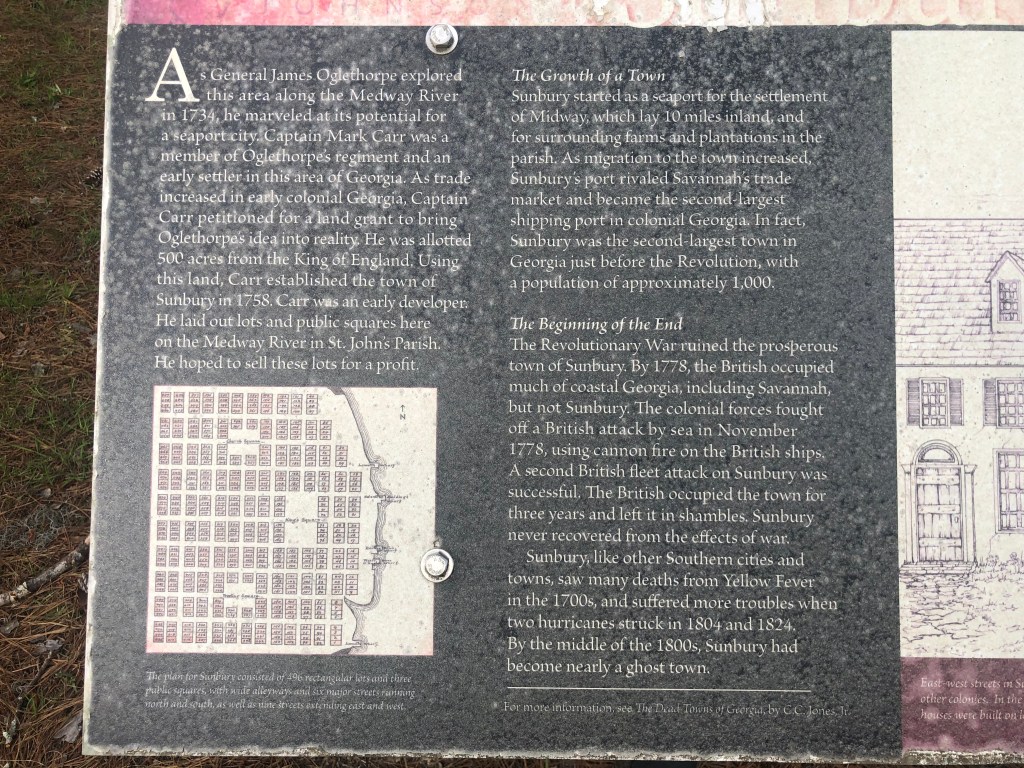 As General James Oglethorpe explored
this area along the Medway River
in 1734, he marveled at its potential for
a seaport city. Captain Mark Carr was a
member of Oglethorpe's regiment and an
early settler in this area of Georgia. As trade
increased in early colonial Georgia, Captain
Carr petitioned for a land grant to bring
Oglethorpe's idea into reality. He was allotted
500 acres from the King of England. Using
this land, Carr established the town of
Sunbury in 1758. Carr was an early developer.
He laid out lots and public squares here
on the Medway River in St. John's Parish.
He hoped to sell these lots for a profit.
N
Church Square
King's Square
The plan for Sunbury consisted of 496 rectangular lots and three
public squares, with wide alleyways and six major streets running
north and south, as well as nine streets extending east and west.
The Growth of a Town
Sunbury started as a seaport for the settlement
of Midway, which lay 10 miles inland, and
for surrounding farms and plantations in the
parish. As migration to the town increased,
Sunbury's port rivaled Savannah's trade
market and became the second-largest
shipping port in colonial Georgia. In fact,
Sunbury was the second-largest town in
Georgia just before the Revolution, with
a population of approximately 1,000.
The Beginning of the End
The Revolutionary War ruined the prosperous
town of Sunbury. By 1778, the British occupied
much of coastal Georgia, including Savannah,
but not Sunbury. The colonial forces fought
off a British attack by sea in November
1778, using cannon fire on the British ships.
A second British fleet attack on Sunbury was
successful. The British occupied the town for
three years and left it in shambles. Sunbury
never recovered from the effects of war.
Sunbury, like other Southern cities and
towns, saw many deaths from Yellow Fever
in the 1700s, and suffered more troubles when
two hurricanes struck in 1804 and 1824.
By the middle of the 1800s, Sunbury had
become nearly a ghost town.
For more information, see The Dead Towns of Georgia, by C.C. Jones, Jr.
East-west streets in Su
other colonies. In the
houses were built on l